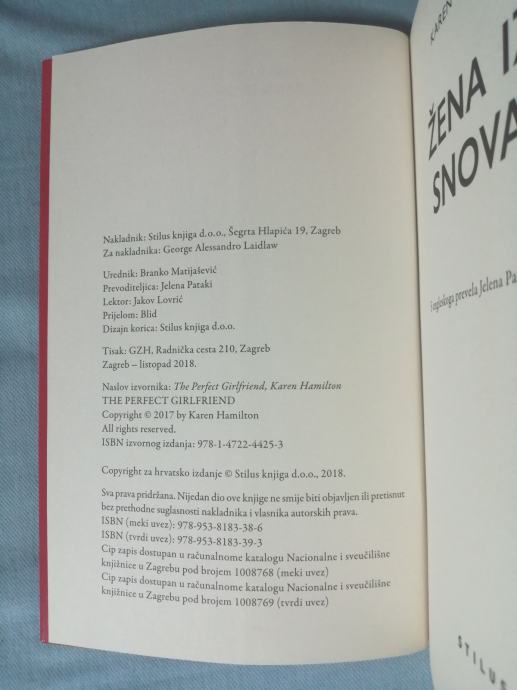 Nakladnik: Stilus knjiga d.o.o., Šegrta Hlapića 19, Zagreb
Za nakladnika: George Alessandro Laidlaw
Urednik: Branko Matijašević
Prevoditeljica: Jelena Pataki
Lektor: Jakov Lovrić
Prijelom: Blid
Dizajn korica: Stilus knjiga d.o.o.
Tisak: GZH, Radnička cesta 210, Zagreb
Zagreb – listopad 2018.
Naslov izvornika: The Perfect Girlfriend, Karen Hamilton
THE PERFECT GIRLFRIEND
Copyright © 2017 by Karen Hamilton
All rights reserved.
ISBN izvornog izdanja: 978-1-4722-4425-3
Copyright za hrvatsko izdanje © Stilus knjiga d.o.o., 2018.
Sva prava pridržana. Nijedan dio ove knjige ne smije biti objavljen ili pretisnut
bez prethodne suglasnosti nakladnika i vlasnika autorskih prava.
ISBN (meki uvez): 978-953-8183-38-6
ISBN (tvrdi uvez): 978-953-8183-39-3
Cip zapis dostupan u računalnome katalogu Nacionalne i sveučilišne
knjižnice u Zagrebu pod brojem 1008768 (meki uvez)
Cip zapis dostupan u računalnome katalogu Nacionalne i sveučilišne
knjižnice u Zagrebu pod brojem 1008769 (tvrdi uvez)
KAREN
ŽENA IZ
SNOVA
s engleskoga prevela Jelena Pa
STILUS